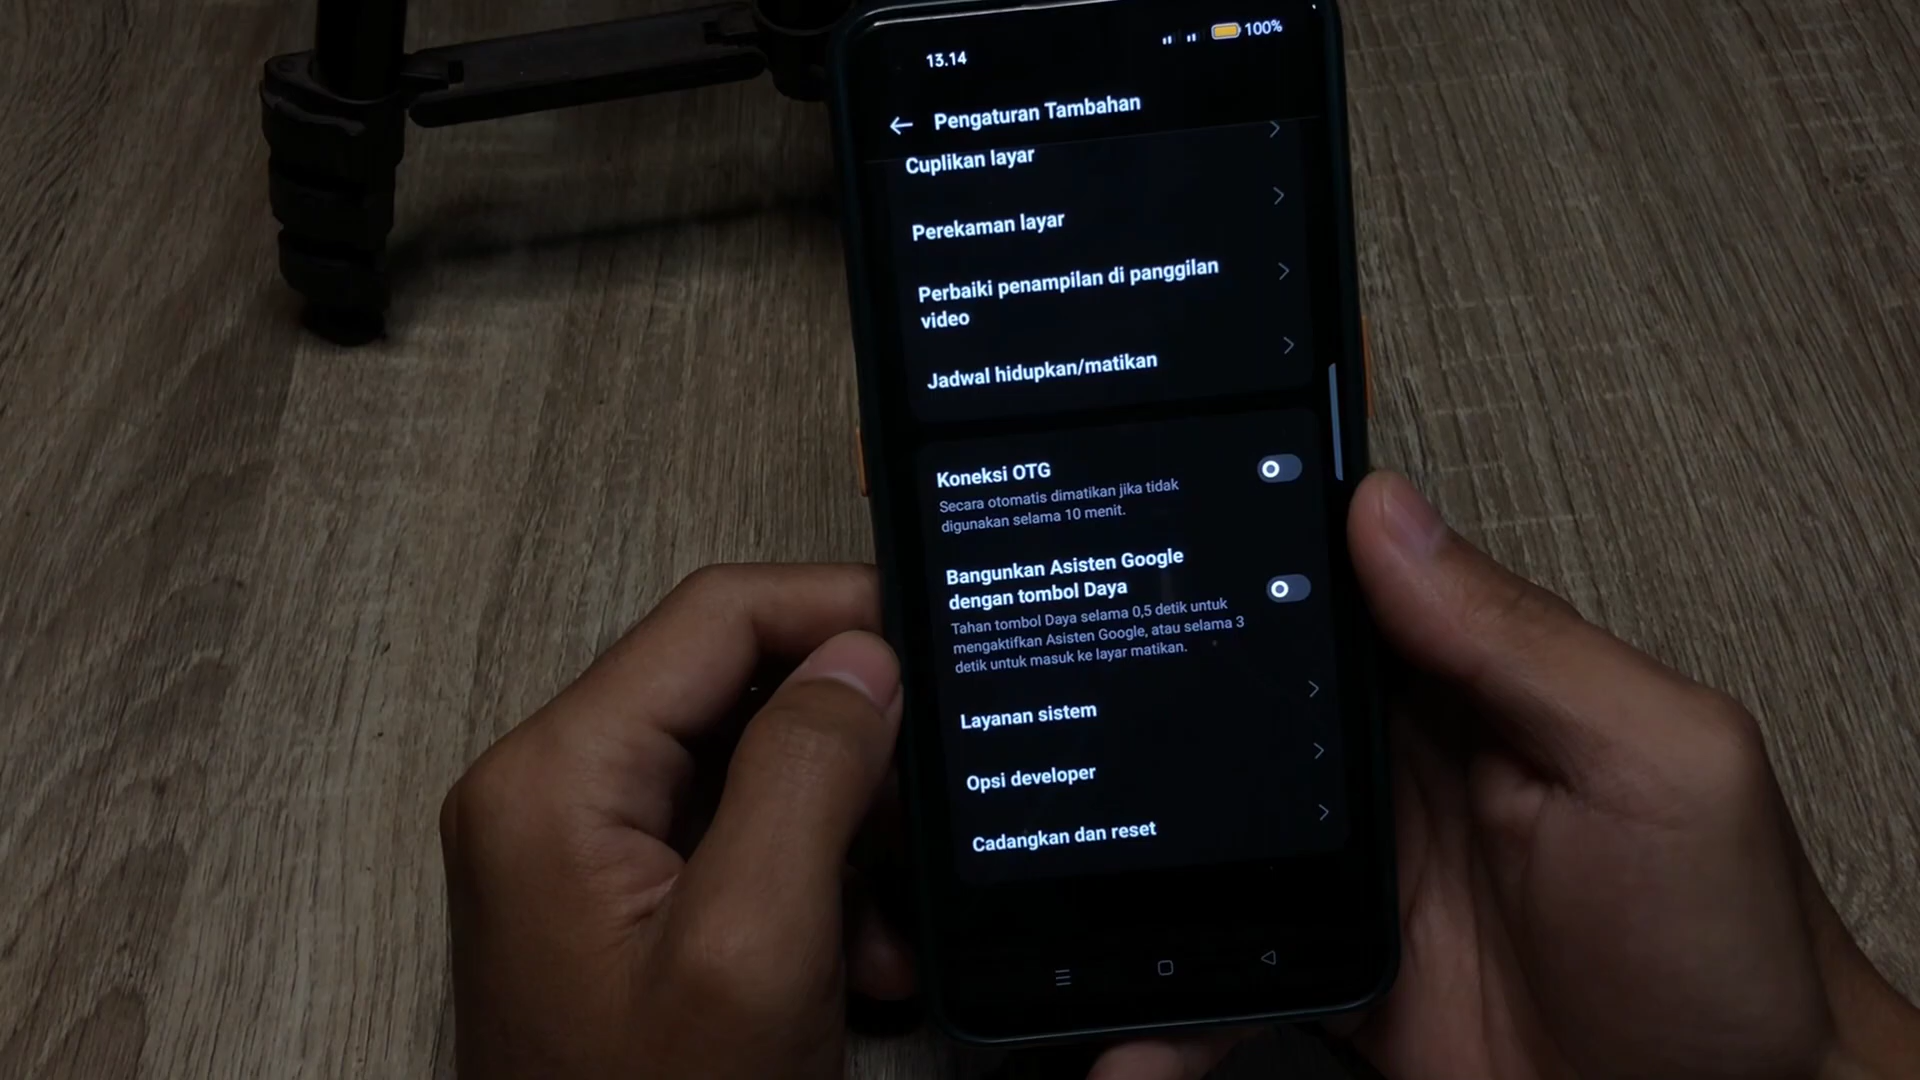 13.14
100%
Pengaturan Tambahan
Cuplikan layar
Perekaman layar
Perbaiki penampilan di panggilan
video
Jadwal hidupkan/matikan
Koneksi OTG
Secara otomatis dimatikan jika tidak
digunakan selama 10 menit.
Bangunkan Asisten Google
dengan tombol Daya
Tahan tombol Daya selama 0,5 detik untuk
mengaktifkan Asisten Google, atau selama 3
detik untuk masuk ke layar matikan.
Layanan sistem
Opsi developer
Cadangkan dan reset